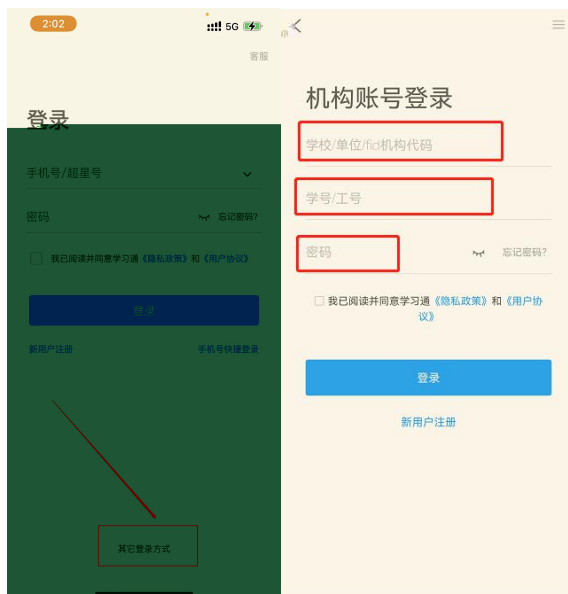 2:02
5G
客服
登录
手机号/超星号
密码
忘记密码?
我已阅读并同意学习通《隐私政策》和《用户协议》
登录
新用户注册
手机号快捷登录
其它登录方式
机构账号登录
学校/单位/fid机构代码
学号/工号
密码
忘记密码?
我已阅读并同意学习通《隐私政策》和《用户协
议》
登录
新用户注册